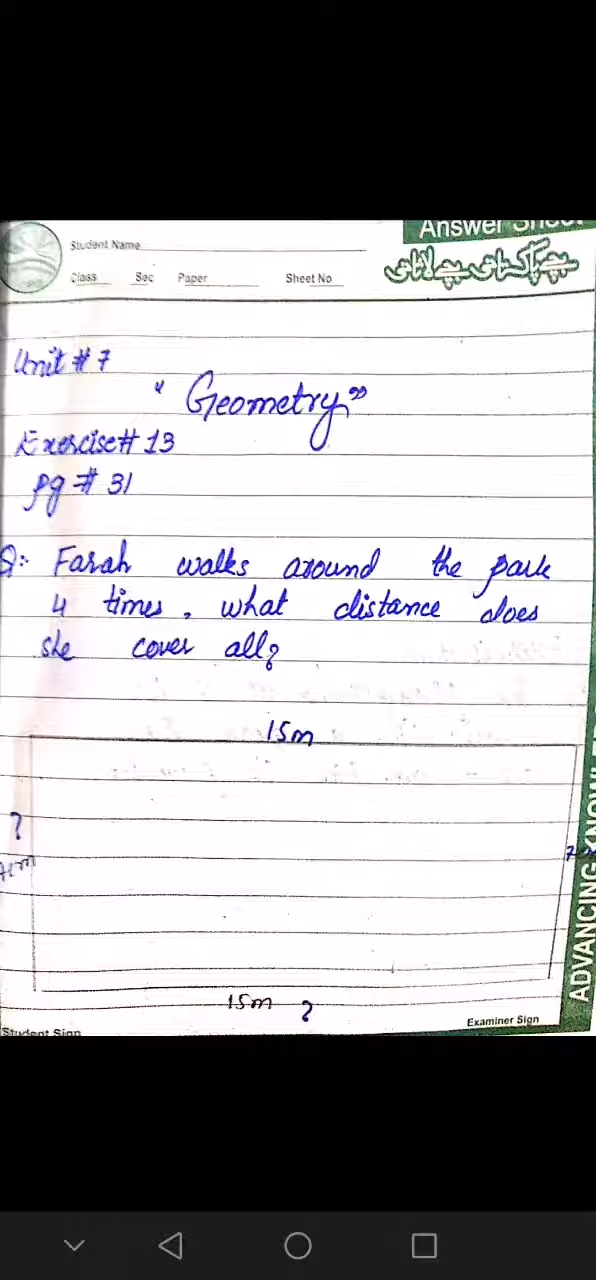 Answer Sheet
Student Name
Class Sec Paper Sheet No
Unit # 7
" Geometry"
Exercise# 13
pg # 31
Q:- Farah walks around the park
4 times, what distance does
she cover all?
15m
?
15m ?
Student Sign
Examiner Sign
ADVANCING